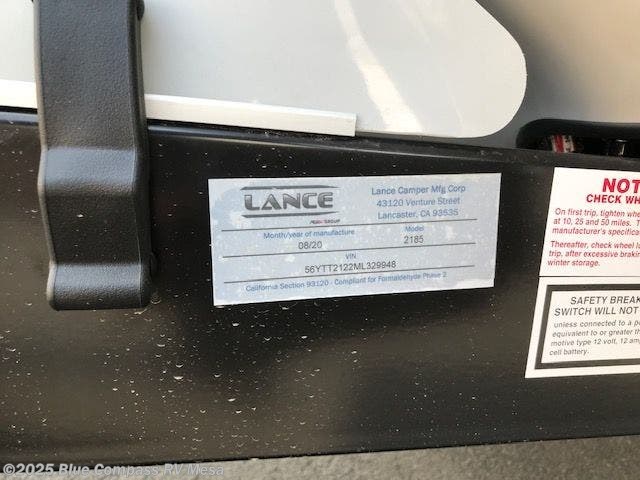 LANCE
Lance Camper Mfg Corp
43120 Venture Street
Lancaster, CA 93535
Month/year of manufacture
08/20
Model
2185
VIN
56YTT2122ML329948
California Section 93120 - Compliant for Formaldehyde Phase 2
NOT
CHECK WH
On first trip, tighten whe
at 10, 25 and 50 miles. T
manufacturer's specificat
Thereafter, check wheel l
trip, after excessive brakin
winter storage.
SAFETY BREAK
SWITCH WILL NOT
unless connected to a po
equivalent to or greater th
motive type 12 volt, 12 am
cell battery.
© 2025 Blue Compass RV Mesa